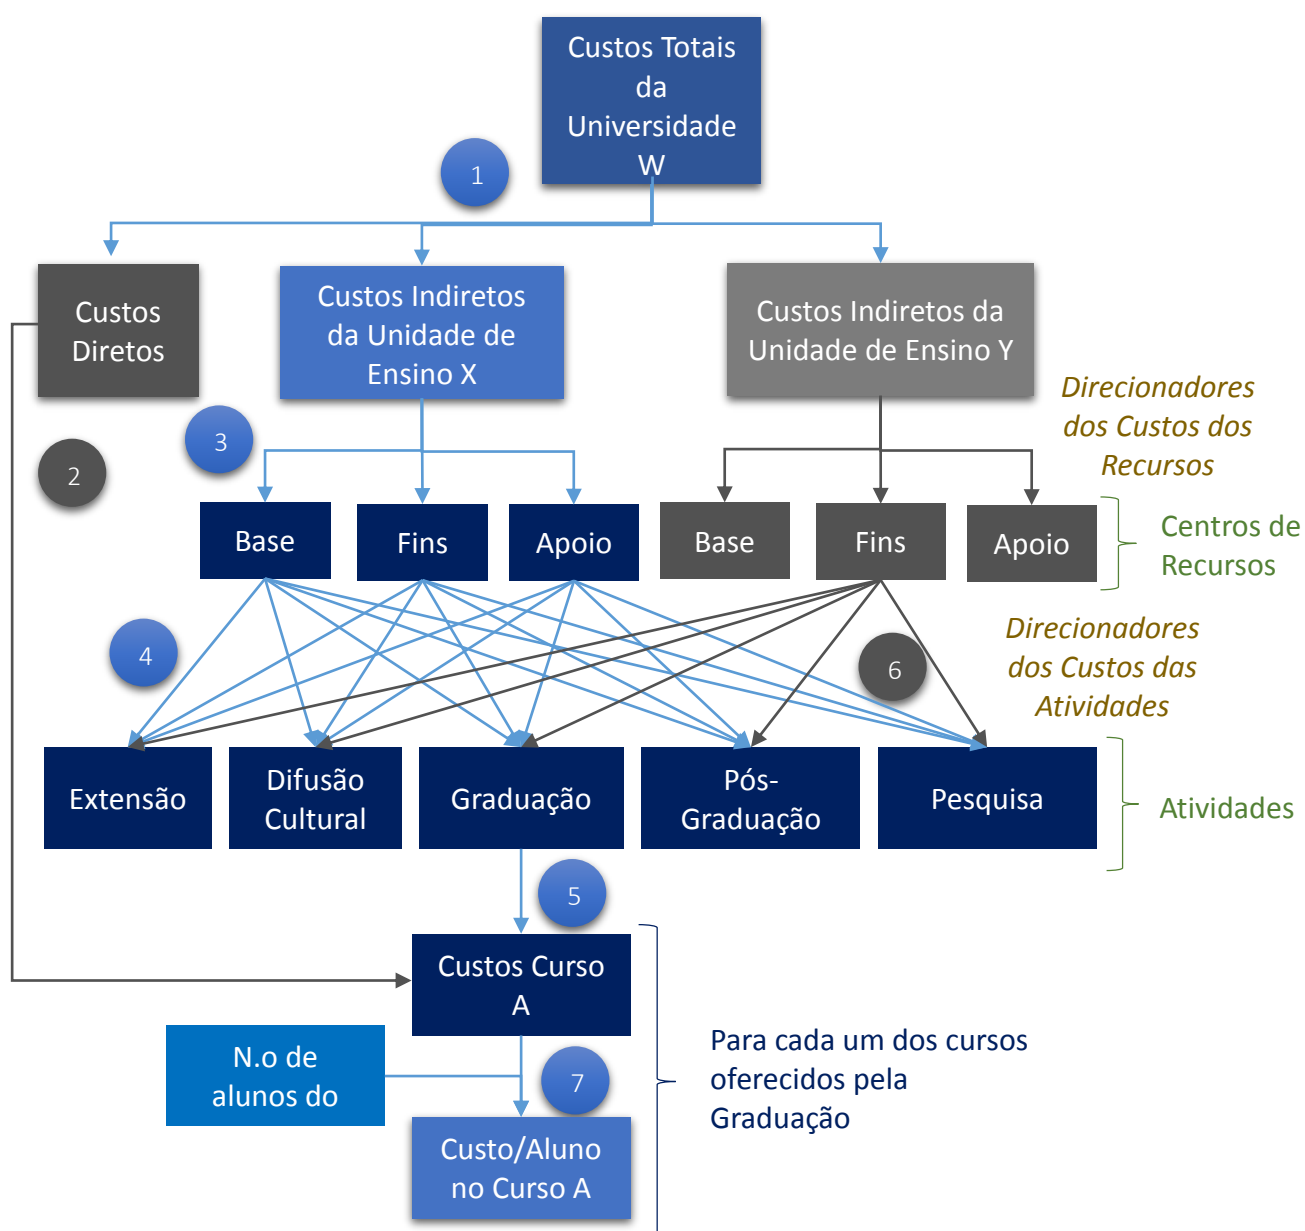 Custos Totais
da
Universidade
W
1
Custos
Diretos
Custos Indiretos
da Unidade de
Ensino X
Custos Indiretos da
Unidade de Ensino Y
Direcionadores
dos Custos dos
Recursos
2
3
Base
Fins
Apoio
Base
Fins
Apoio
Centros de
Recursos
4
6
Direcionadores
dos Custos das
Atividades
Extensão
Difusão
Cultural
Graduação
Pós-
Graduação
Pesquisa
Atividades
5
Custos Curso
A
N.o de
alunos do
7
Custo/Aluno
no Curso A
Para cada um dos cursos
oferecidos pela
Graduação